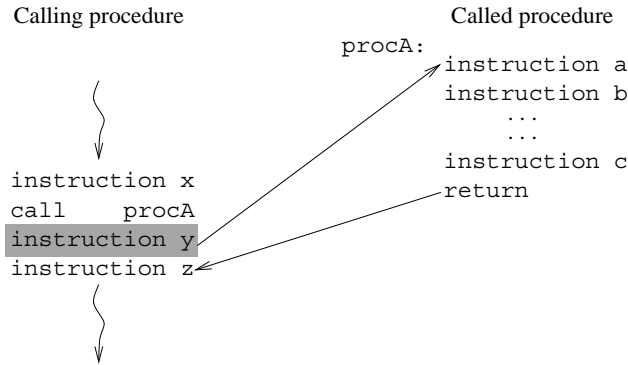 Calling procedure
instruction x
call procA
instruction y
instruction z
Called procedure
procA:
instruction a
instruction b
...
...
instruction c
return